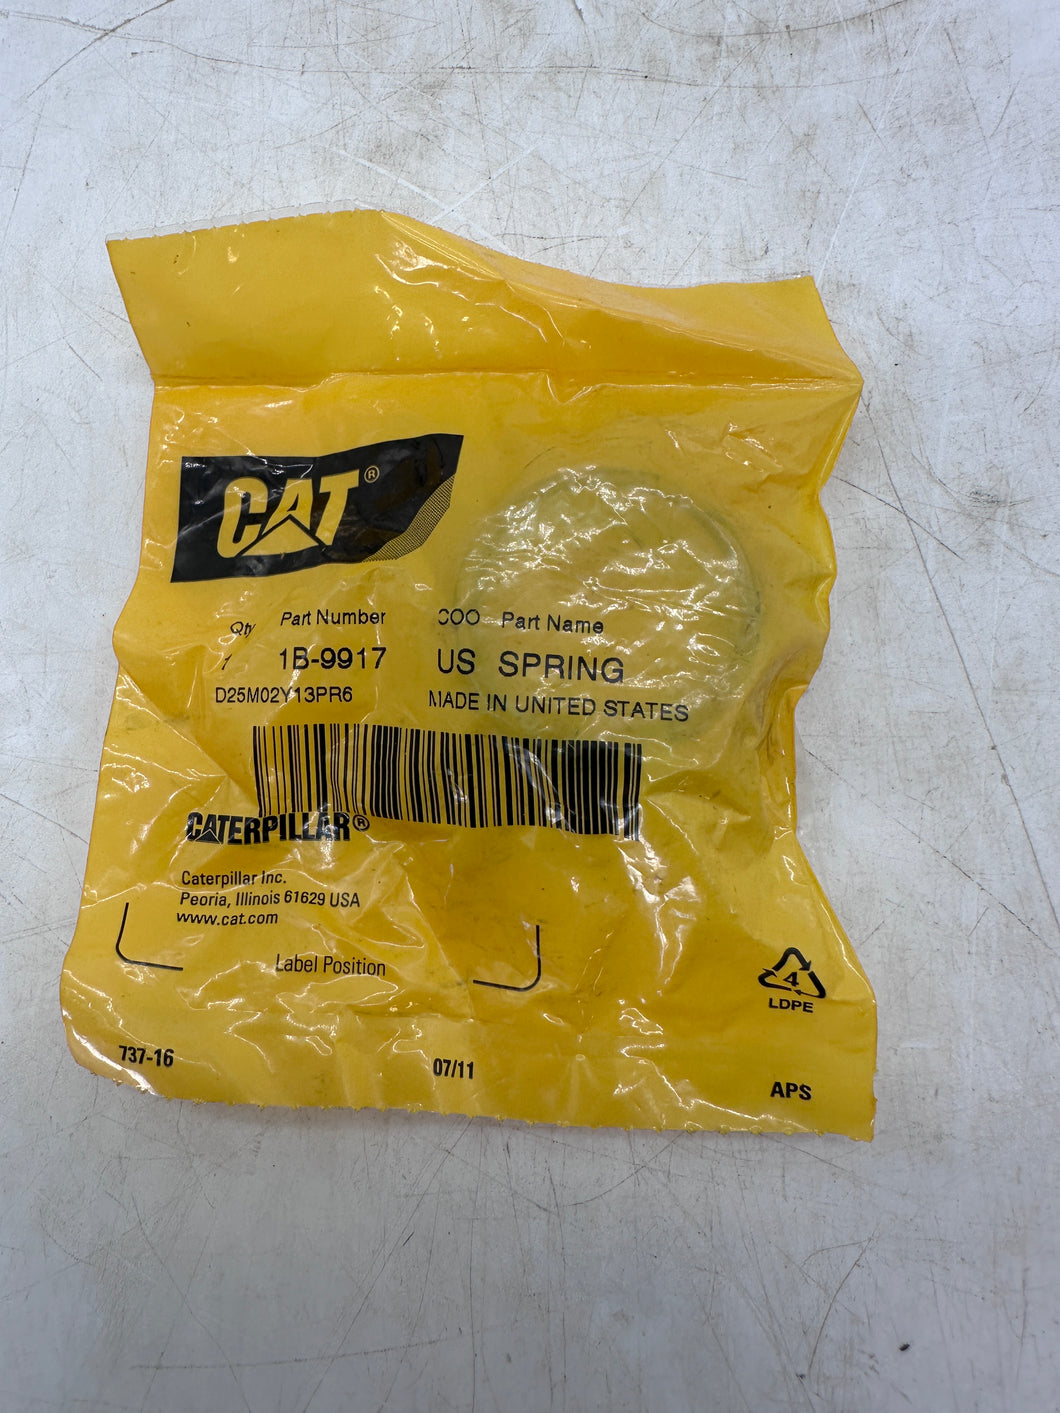 CAT®
Qty Part Number COO Part Name
1 1B-9917 US SPRING
D25M02Y13PR6 MADE IN UNITED STATES
CATERPILLAR®
Caterpillar Inc.
Peoria, Illinois 61629 USA
www.cat.com
Label Position
4
LDPE
737-16 07/11 APS